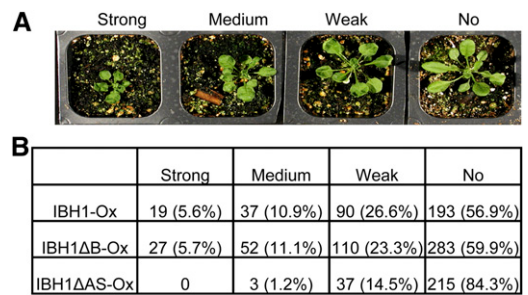 A
Strong Medium Weak No
B
Strong Medium Weak No
IBH1-Ox 19 (5.6%) 37 (10.9%) 90 (26.6%) 193 (56.9%)
IBH1ΔB-Ox 27 (5.7%) 52 (11.1%) 110 (23.3%) 283 (59.9%)
IBH1ΔAS-Ox 0 3 (1.2%) 37 (14.5%) 215 (84.3%)